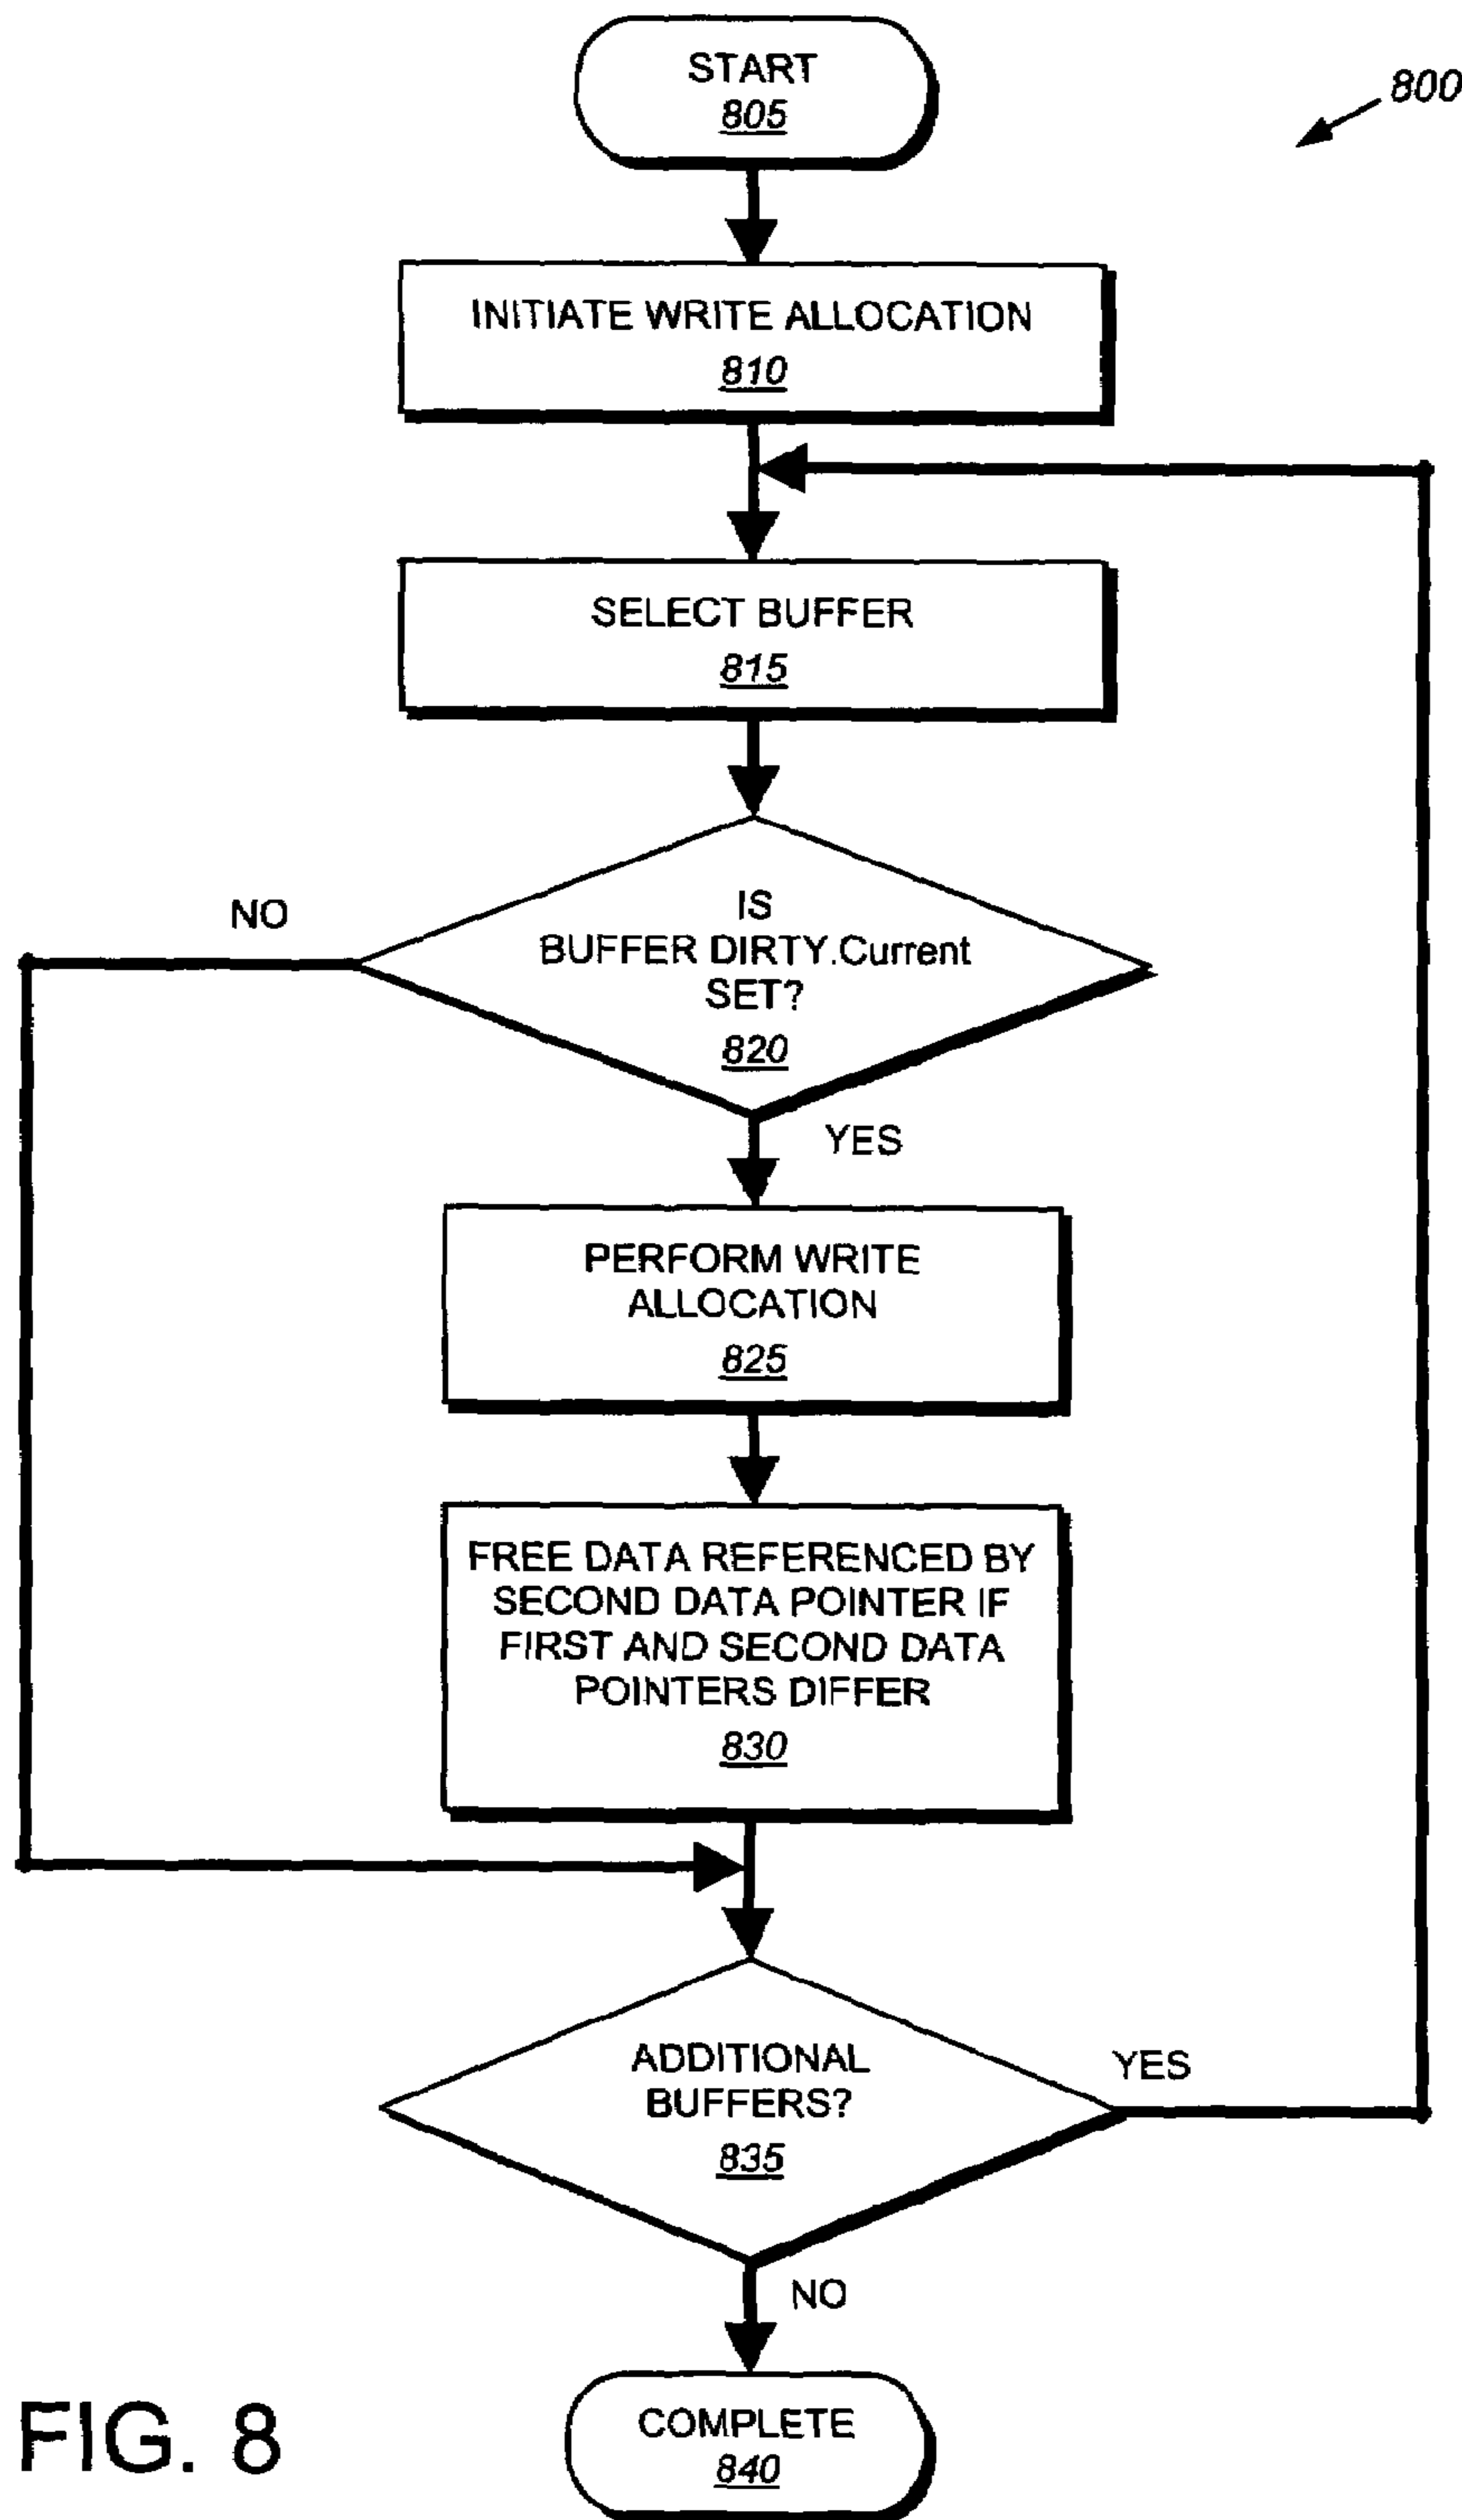 START
805
800
INITIATE WRITE ALLOCATION
810
SELECT BUFFER
815
NO
IS
BUFFER DIRTY.Current
SET?
820
YES
PERFORM WRITE
ALLOCATION
825
FREE DATA REFERENCED BY
SECOND DATA POINTER IF
FIRST AND SECOND DATA
POINTERS DIFFER
830
ADDITIONAL
BUFFERS?
835
YES
NO
COMPLETE
840
FIG. 8